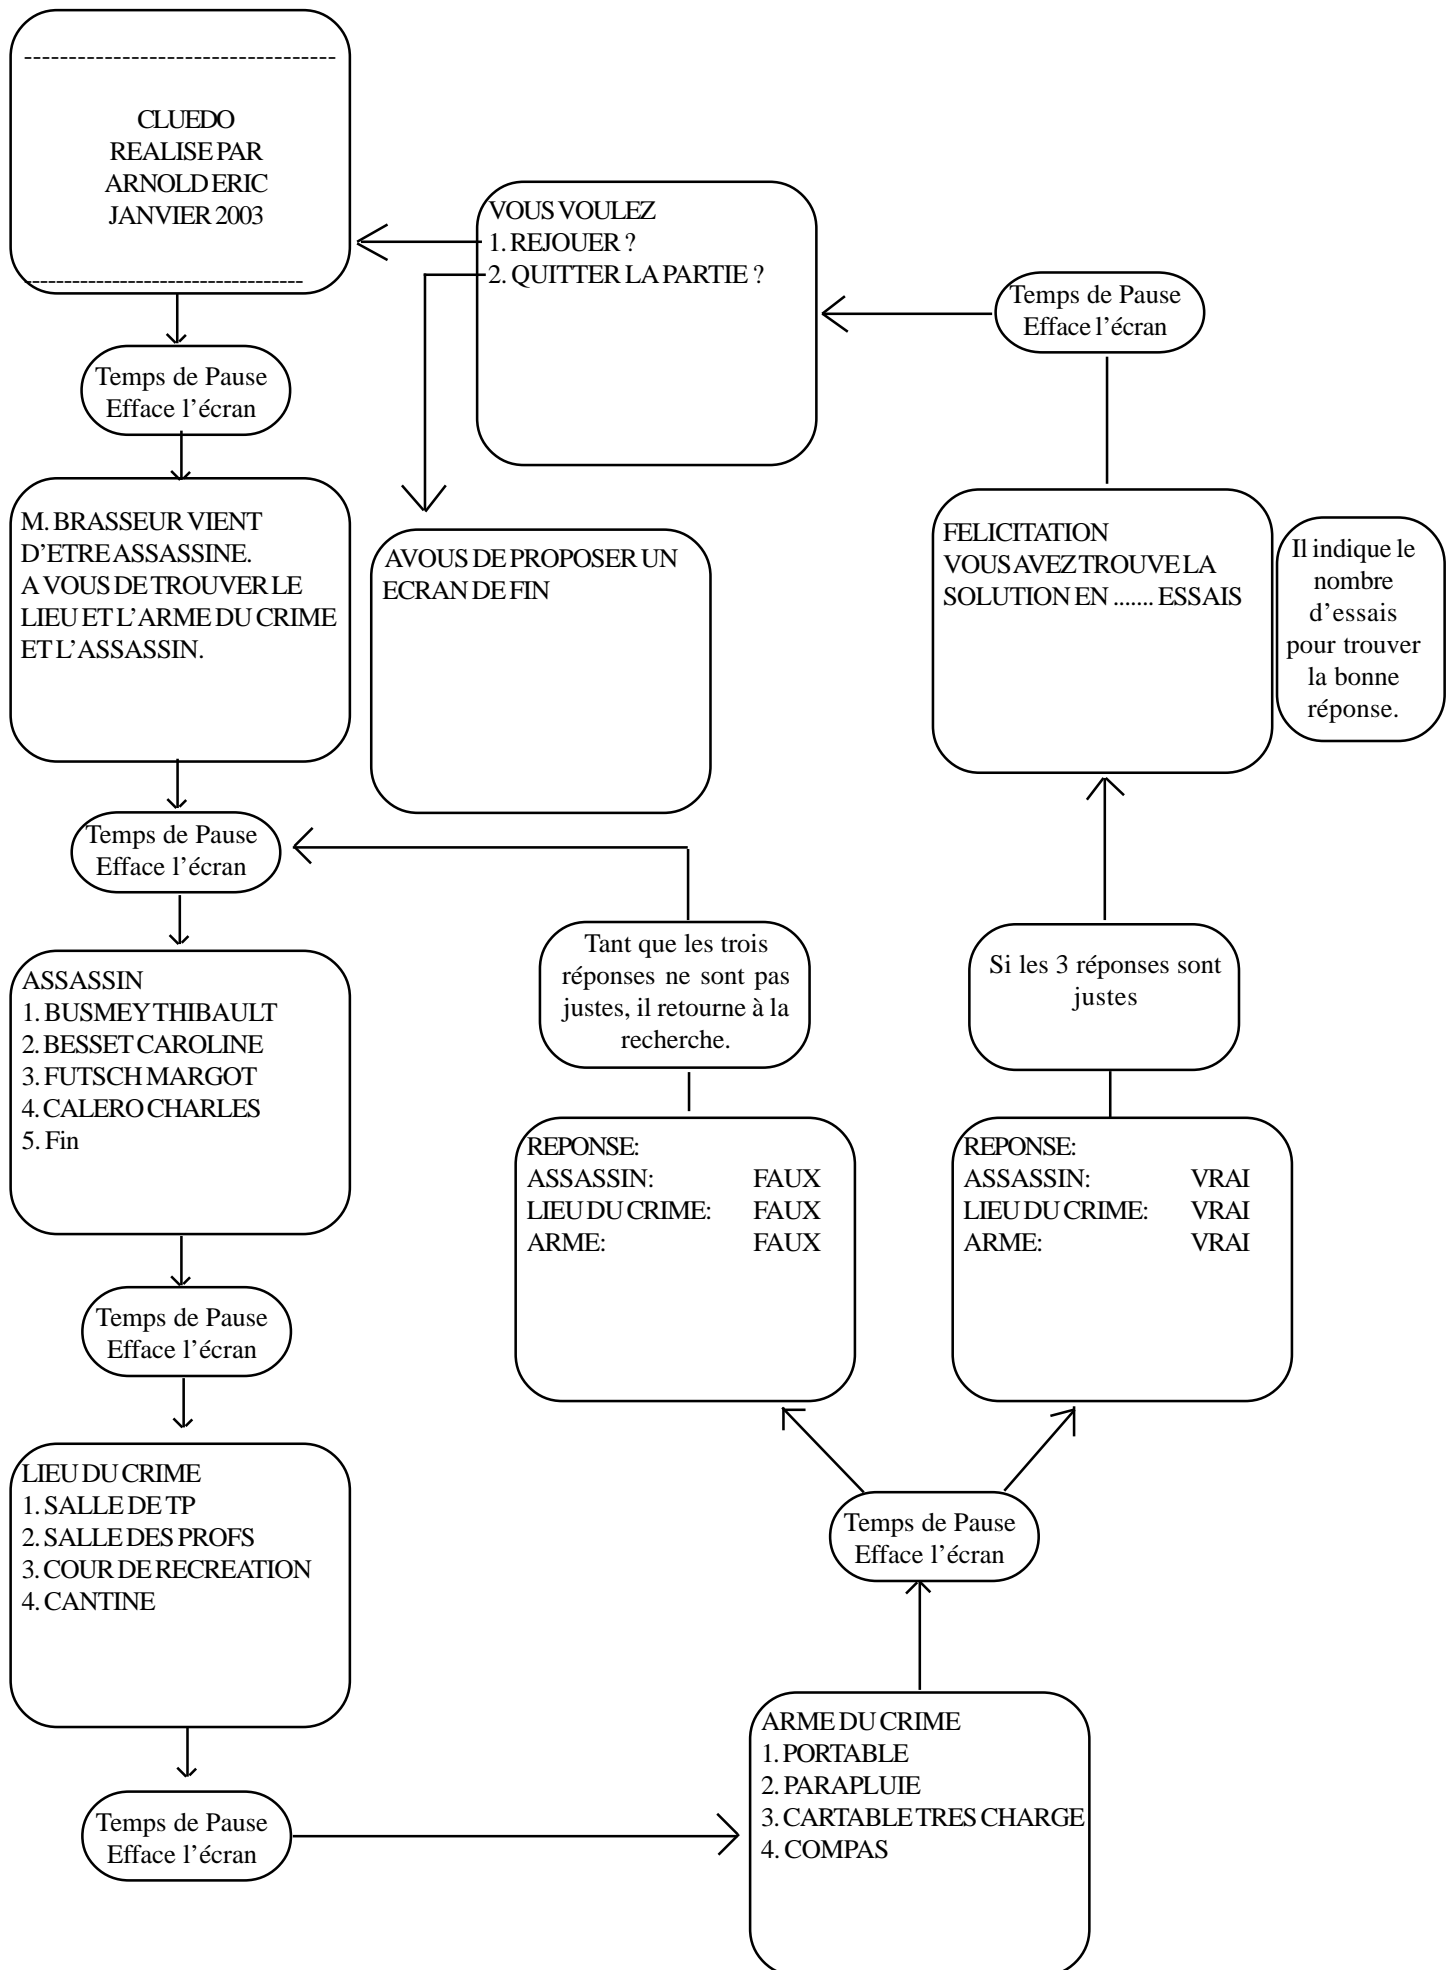 CLUEDO
REALISE PAR
ARNOLD ERIC
JANVIER 2003
Temps de Pause
Efface l'écran
M. BRASSEUR VIENT
D'ETRE ASSASSINE.
A VOUS DE TROUVER LE
LIEU ET L'ARME DU CRIME
ET L'ASSASSIN.
Temps de Pause
Efface l'écran
ASSASSIN
1. BUSMEY THIBAULT
2. BESSET CAROLINE
3. FUTSCH MARGOT
4. CALERO CHARLES
5. Fin
Temps de Pause
Efface l'écran
LIEU DU CRIME
1. SALLE DE TP
2. SALLE DES PROFS
3. COUR DE RECREATION
4. CANTINE
Temps de Pause
Efface l'écran
ARME DU CRIME
1. PORTABLE
2. PARAPLUIE
3. CARTABLE TRES CHARGE
4. COMPAS
Temps de Pause
Efface l'écran
REPONSE:
ASSASSIN: FAUX
LIEU DU CRIME: FAUX
ARME: FAUX
Tant que les trois
réponses ne sont pas
justes, il retourne à la
recherche.
REPONSE:
ASSASSIN: VRAI
LIEU DU CRIME: VRAI
ARME: VRAI
Si les 3 réponses sont
justes
FELICITATION
VOUS AVEZ TROUVE LA
SOLUTION EN ....... ESSAIS
Il indique le
nombre
d'essais
pour trouver
la bonne
réponse.
Temps de Pause
Efface l'écran
VOUS VOULEZ
1. REJOUER ?
2. QUITTER LA PARTIE ?
A VOUS DE PROPOSER UN
ECRAN DE FIN